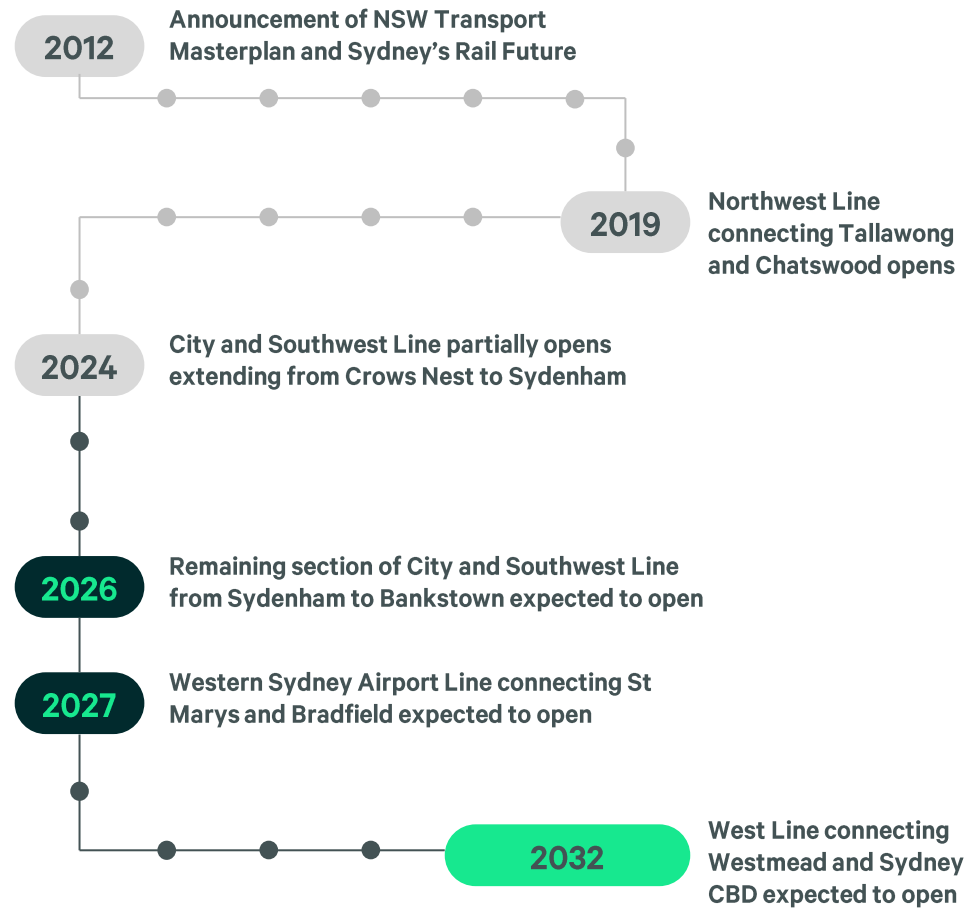 2012
Announcement of NSW Transport
Masterplan and Sydney’s Rail Future
2019
Northwest Line
connecting Tallawong
and Chatswood opens
2024
City and Southwest Line partially opens
extending from Crows Nest to Sydenham
2026
Remaining section of City and Southwest Line
from Sydenham to Bankstown expected to open
2027
Western Sydney Airport Line connecting St
Marys and Bradfield expected to open
2032
West Line connecting
Westmead and Sydney
CBD expected to open